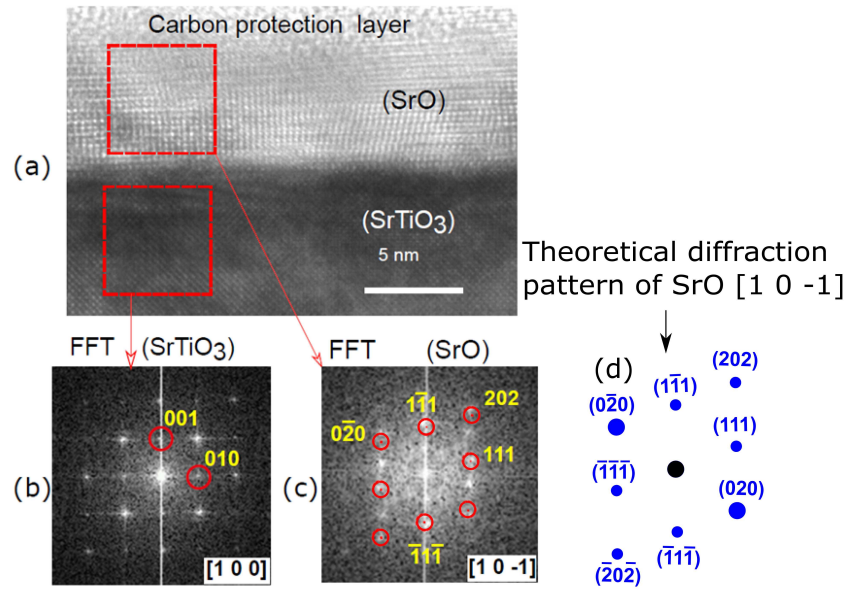 Carbon protection layer
(SrO)
(a)
(SrTiO₃)
5 nm
Theoretical diffraction
pattern of SrO [1 0 -1]
FFT (SrTiO₃)
FFT (SrO)
(d)
(202)
(11̅1)
(02̅0)
(111)
(1̅1̅1̅)
(020)
(1̅11̅)
(2̅02̅)
(b)
001
010
[1 0 0]
(c)
11̅1
202
02̅0
111
1̅11̅
[1 0 -1]